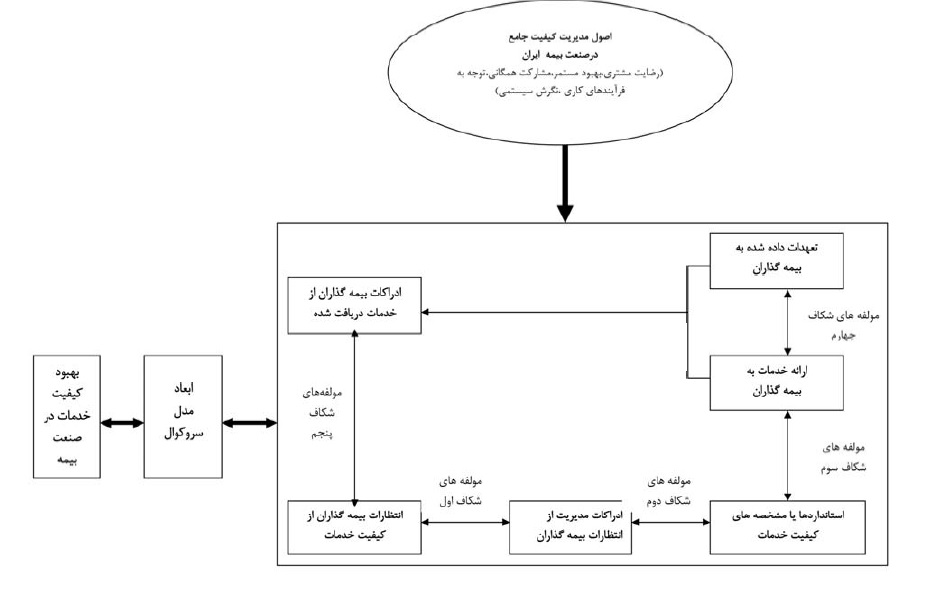 اصول مدیریت کیفیت جامع
درصنعت بیمه ایران
(رضایت مشتری،بهبود مستمر،مشارکت همگانی،توجه به
فرآیندهای کاری ،نگرش سیستمی)
تعهدات داده شده به
بیمه گذاران
مولفه های شکاف
چهارم
ارائه خدمات به
بیمه گذاران
ادراکات بیمه گذاران از
خدمات دریافت شده
مولفه‌های
شکاف
پنجم
بهبود
کیفیت
خدمات در
صنعت
بیمه
ابعاد
مدل
سروکوال
مولفه های
شکاف سوم
مولفه های
شکاف دوم
مولفه های
شکاف اول
استانداردها یا مشخصه های
کیفیت خدمات
ادراکات مدیریت از
انتظارات بیمه گذاران
انتظارات بیمه گذاران از
کیفیت خدمات